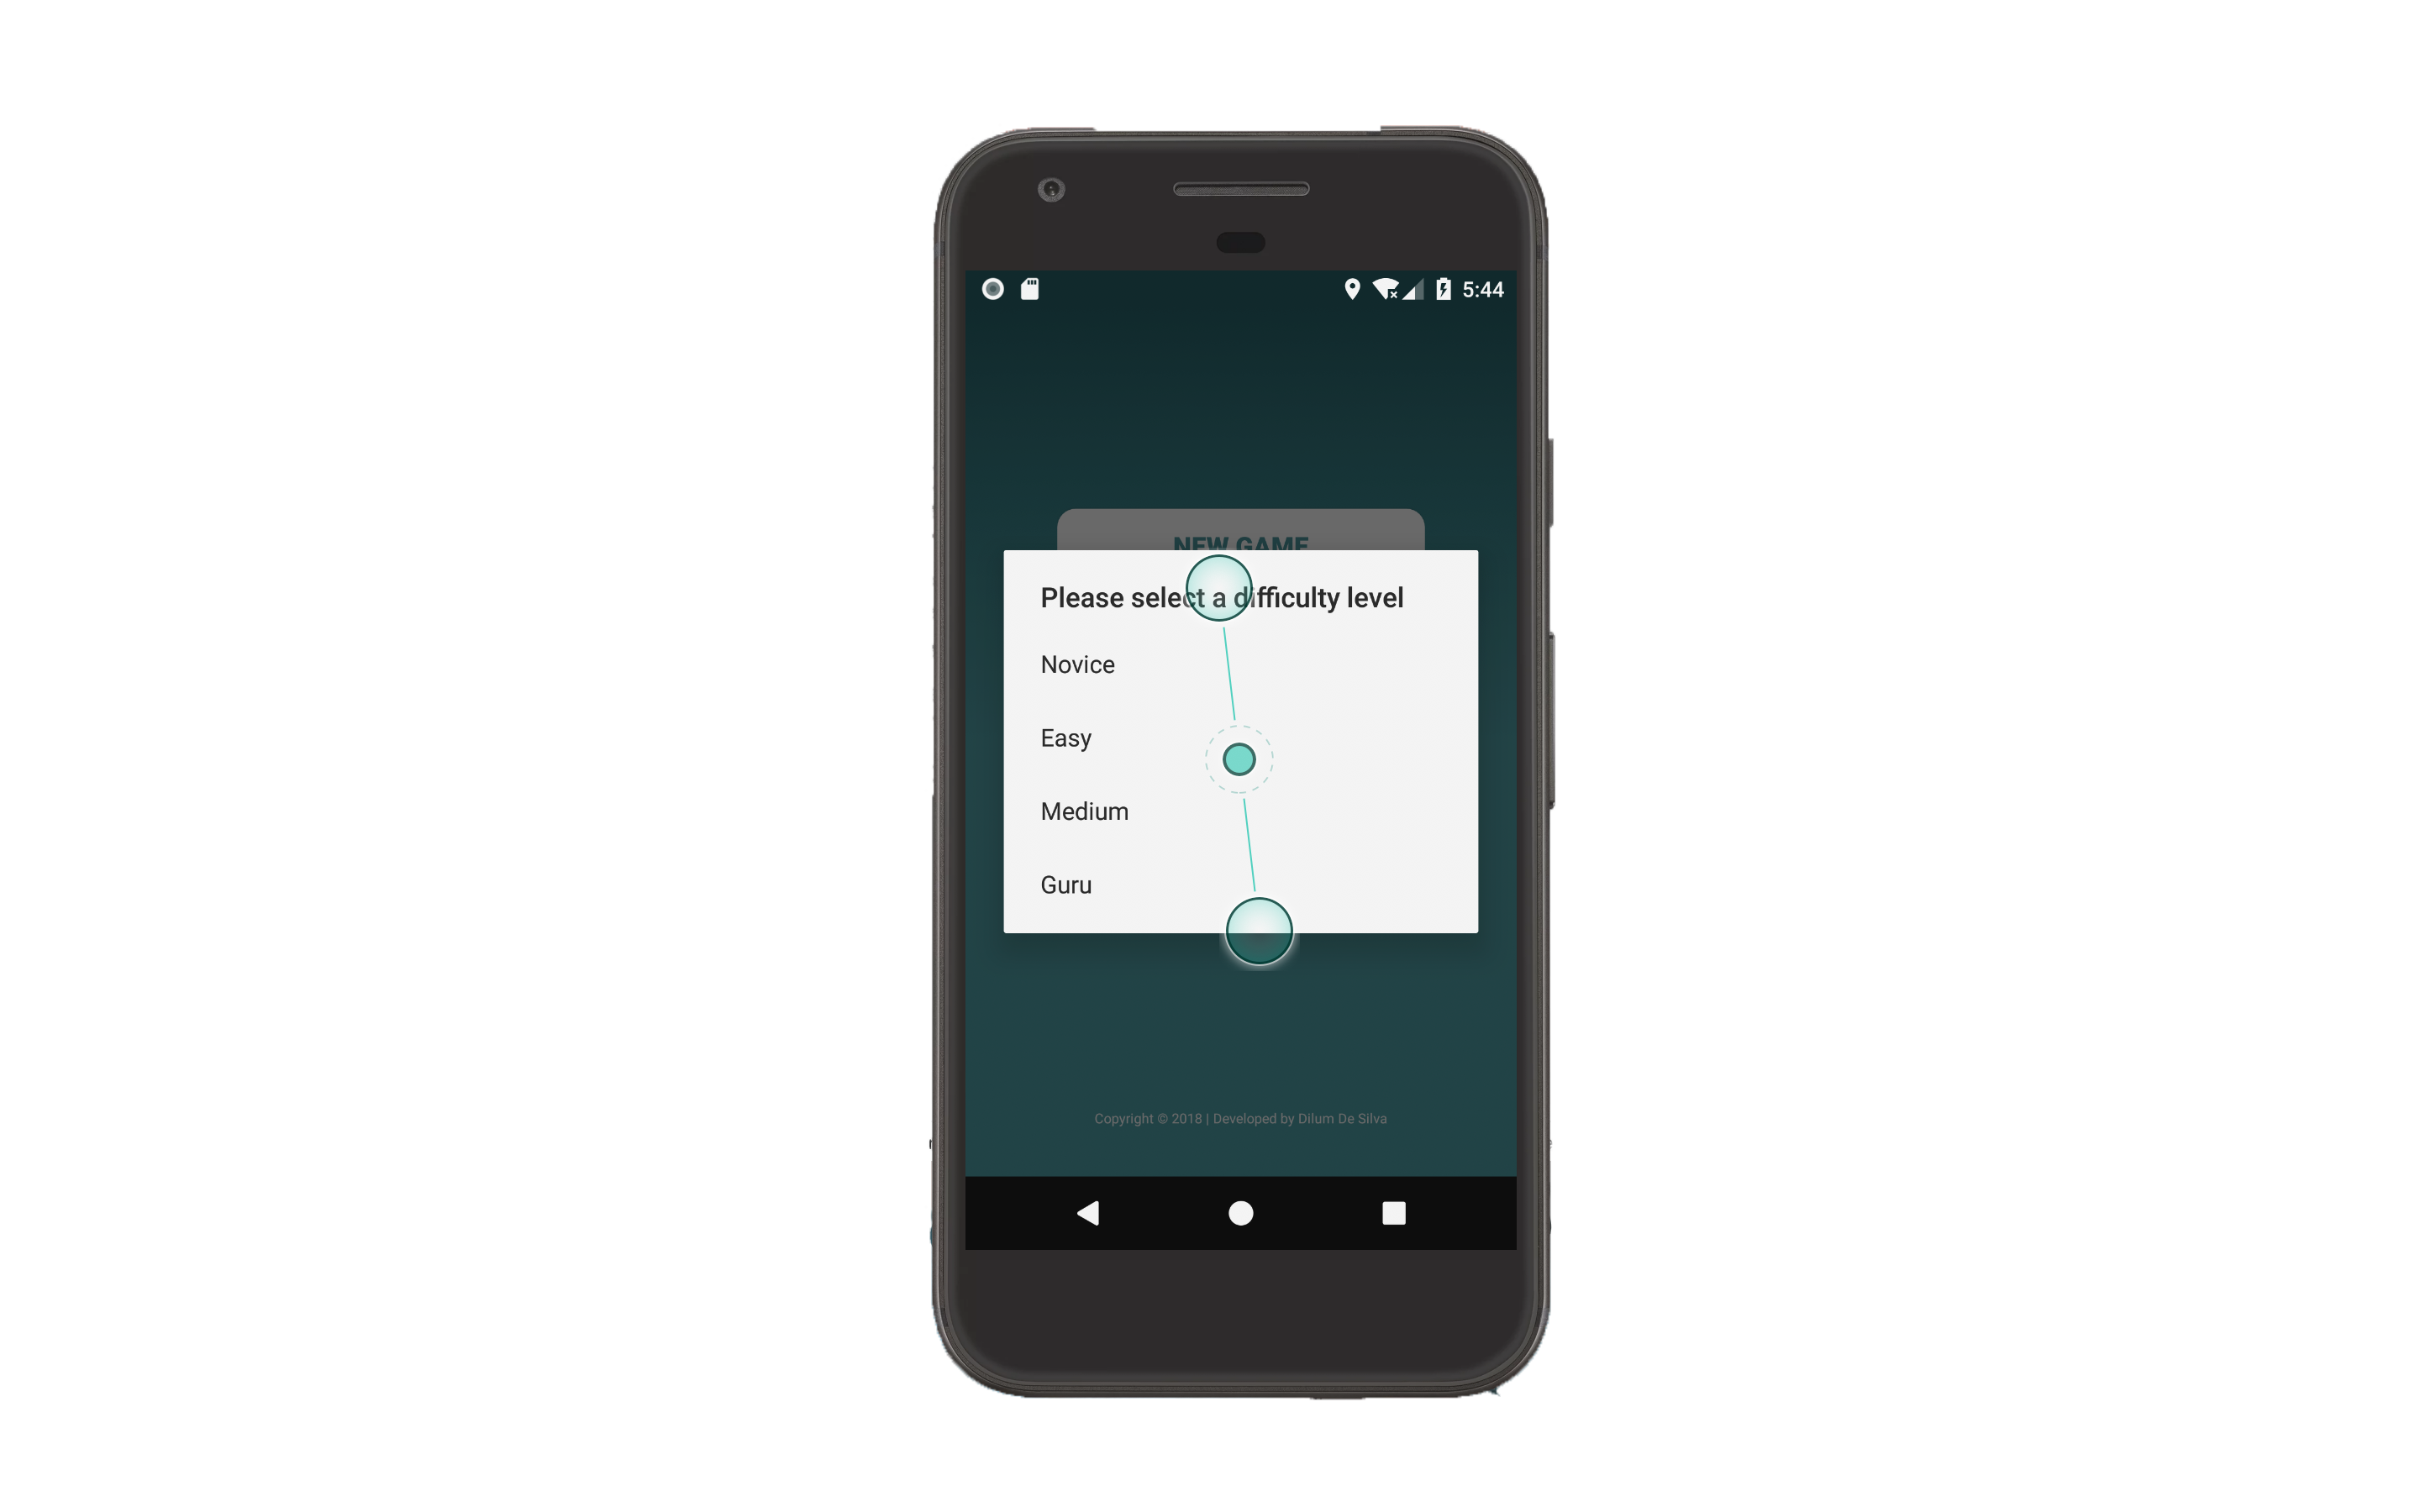 5:44
NEW GAME
Please select a difficulty level
Novice
Easy
Medium
Guru
Copyright © 2018 | Developed by Dilum De Silva